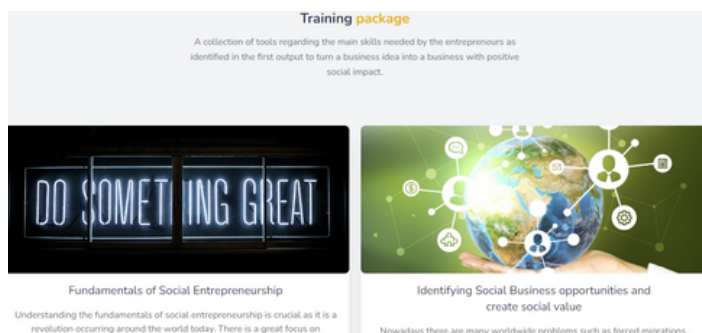 Training package
A collection of tools regarding the main skills needed by the entrepreneurs as
identified in the first output to turn a business idea into a business with positive
social impact.
DO SOMETHING GREAT
Fundamentals of Social Entrepreneurship
Understanding the fundamentals of social entrepreneurship is crucial as it is a
revolution occurring around the world today. There is a great focus on
Identifying Social Business opportunities and
create social value
Nowadays there are many worldwide problems such as forced migrations,